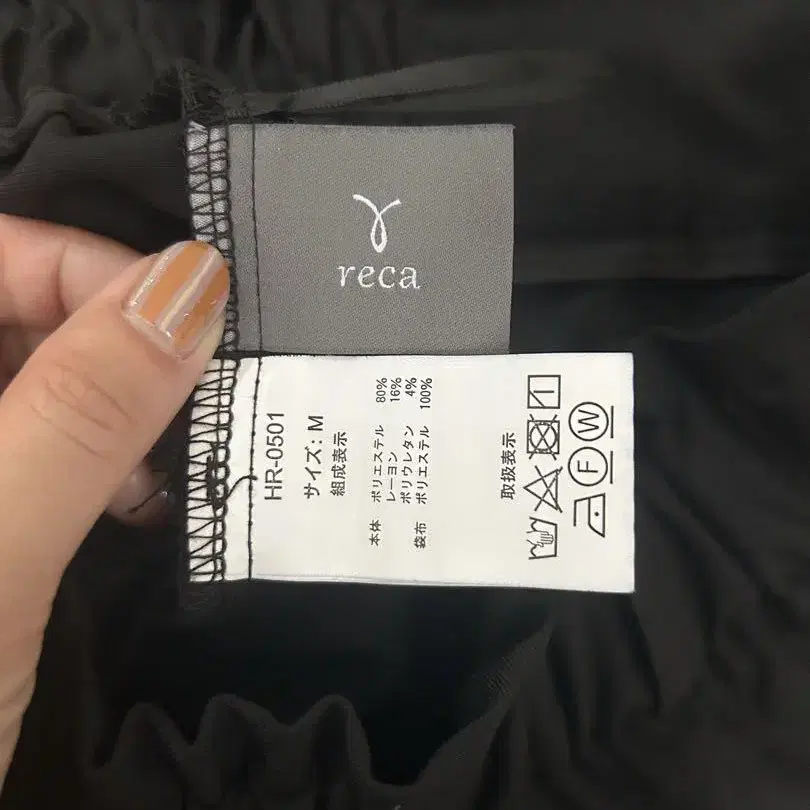 reca
HR-0501
サイズ: M
組成表示
本体 ポリエステル 80%
レーヨン 16%
ポリウレタン 4%
袋布 ポリエステル 100%
取扱表示
F W